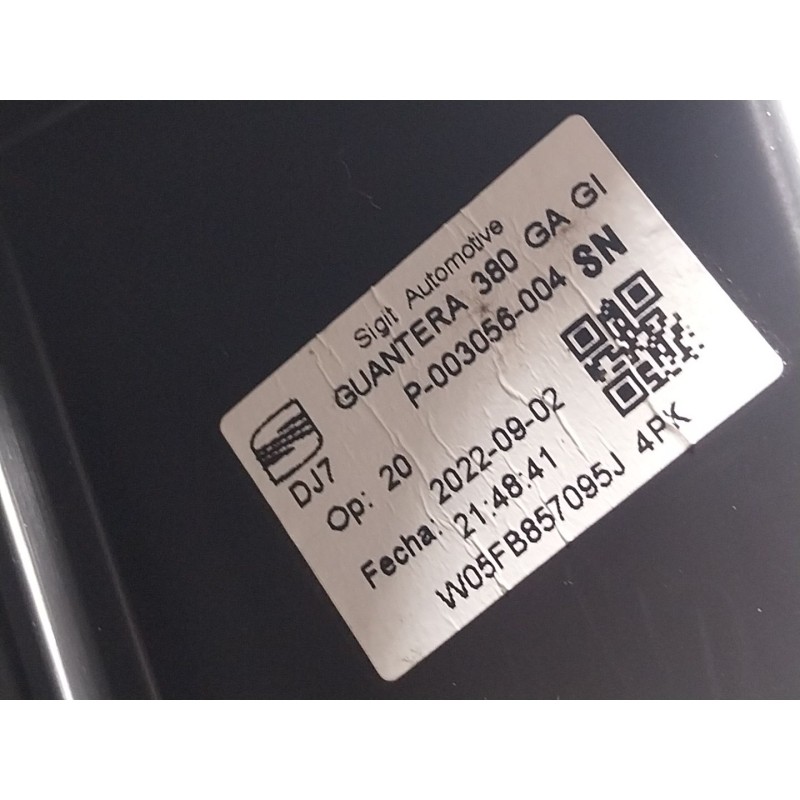 Sigit Automotive
GUANTERA 380 GA GI
P-003056-004 SN
DJ7
Op: 20
Fecha: 2022-09-02
21:48:41
W05FB857095J 4PK